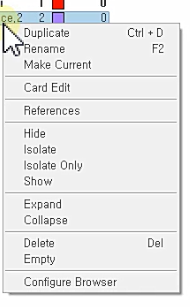 ce.2 2 0
Duplicate Ctrl + D
Rename F2
Make Current
Card Edit
References
Hide
Isolate
Isolate Only
Show
Expand
Collapse
Delete Del
Empty
Configure Browser